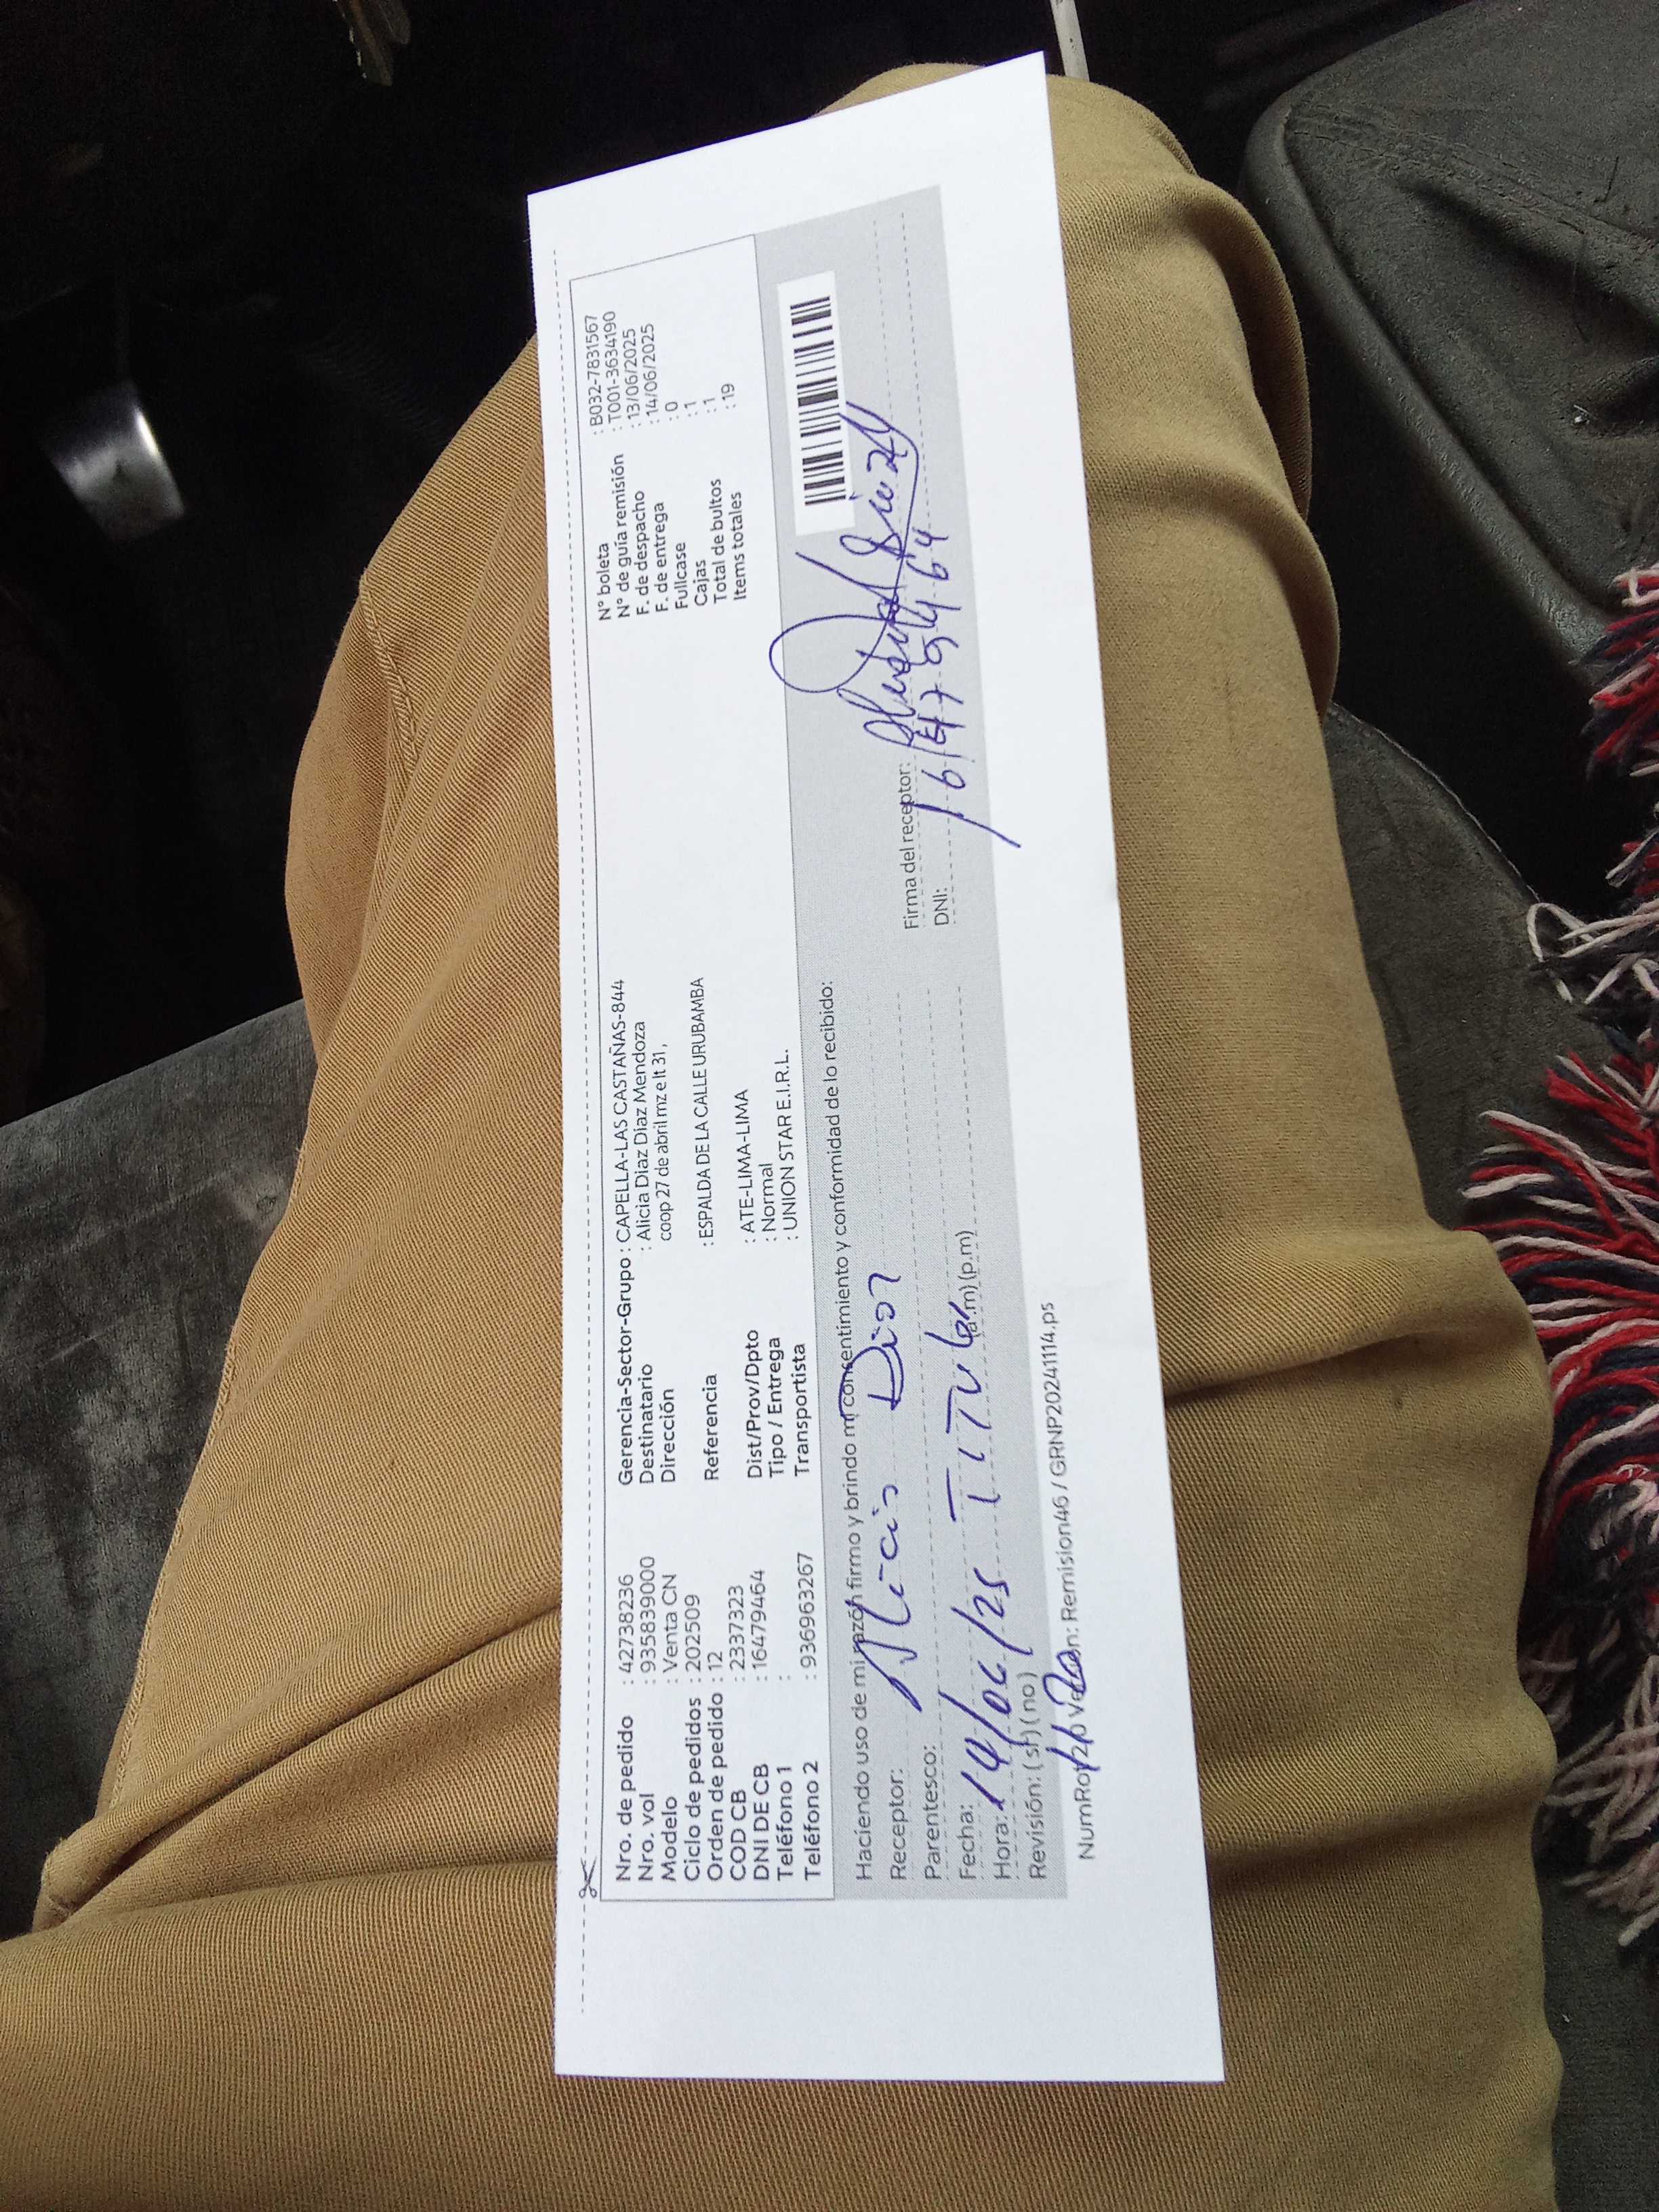 Nro. de pedido : 42738236
Nro. vol : 935839000
Modelo : Venta CN
Ciclo de pedidos : 202509
Orden de pedido : 12
COD CB : 2337323
DNI DE CB : 16479464
Teléfono 1 :
Teléfono 2 : 936963267
Gerencia-Sector-Grupo : CAPELLA-LAS CASTAÑAS-844
Destinatario : Alicia Diaz Diaz Mendoza
Dirección coop 27 de abril mz e lt 31 ,
Referencia : ESPALDA DE LA CALLE URUBAMBA
Dist/Prov/Dpto : ATE-LIMA-LIMA
Tipo / Entrega : Normal
Transportista : UNION STAR E.I.R.L.
N° boleta : B032-7831567
N° de guía remisión : T001-3634190
F. de despacho : 13/06/2025
F. de entrega : 14/06/2025
Fullcase : 0
Cajas : 1
Total de bultos : 1
Items totales : 19
Haciendo uso de mi razón firmo y brindo mi consentimiento y conformidad de lo recibido:
Receptor: Alicia Diaz
Parentesco: Titular
Fecha: 14/06/25
Hora: (a.m) (p.m)
Revisión: ( si ) ( no )
Firma del receptor:
DNI: 16479464
Remision46 / GRNP20241114.ps